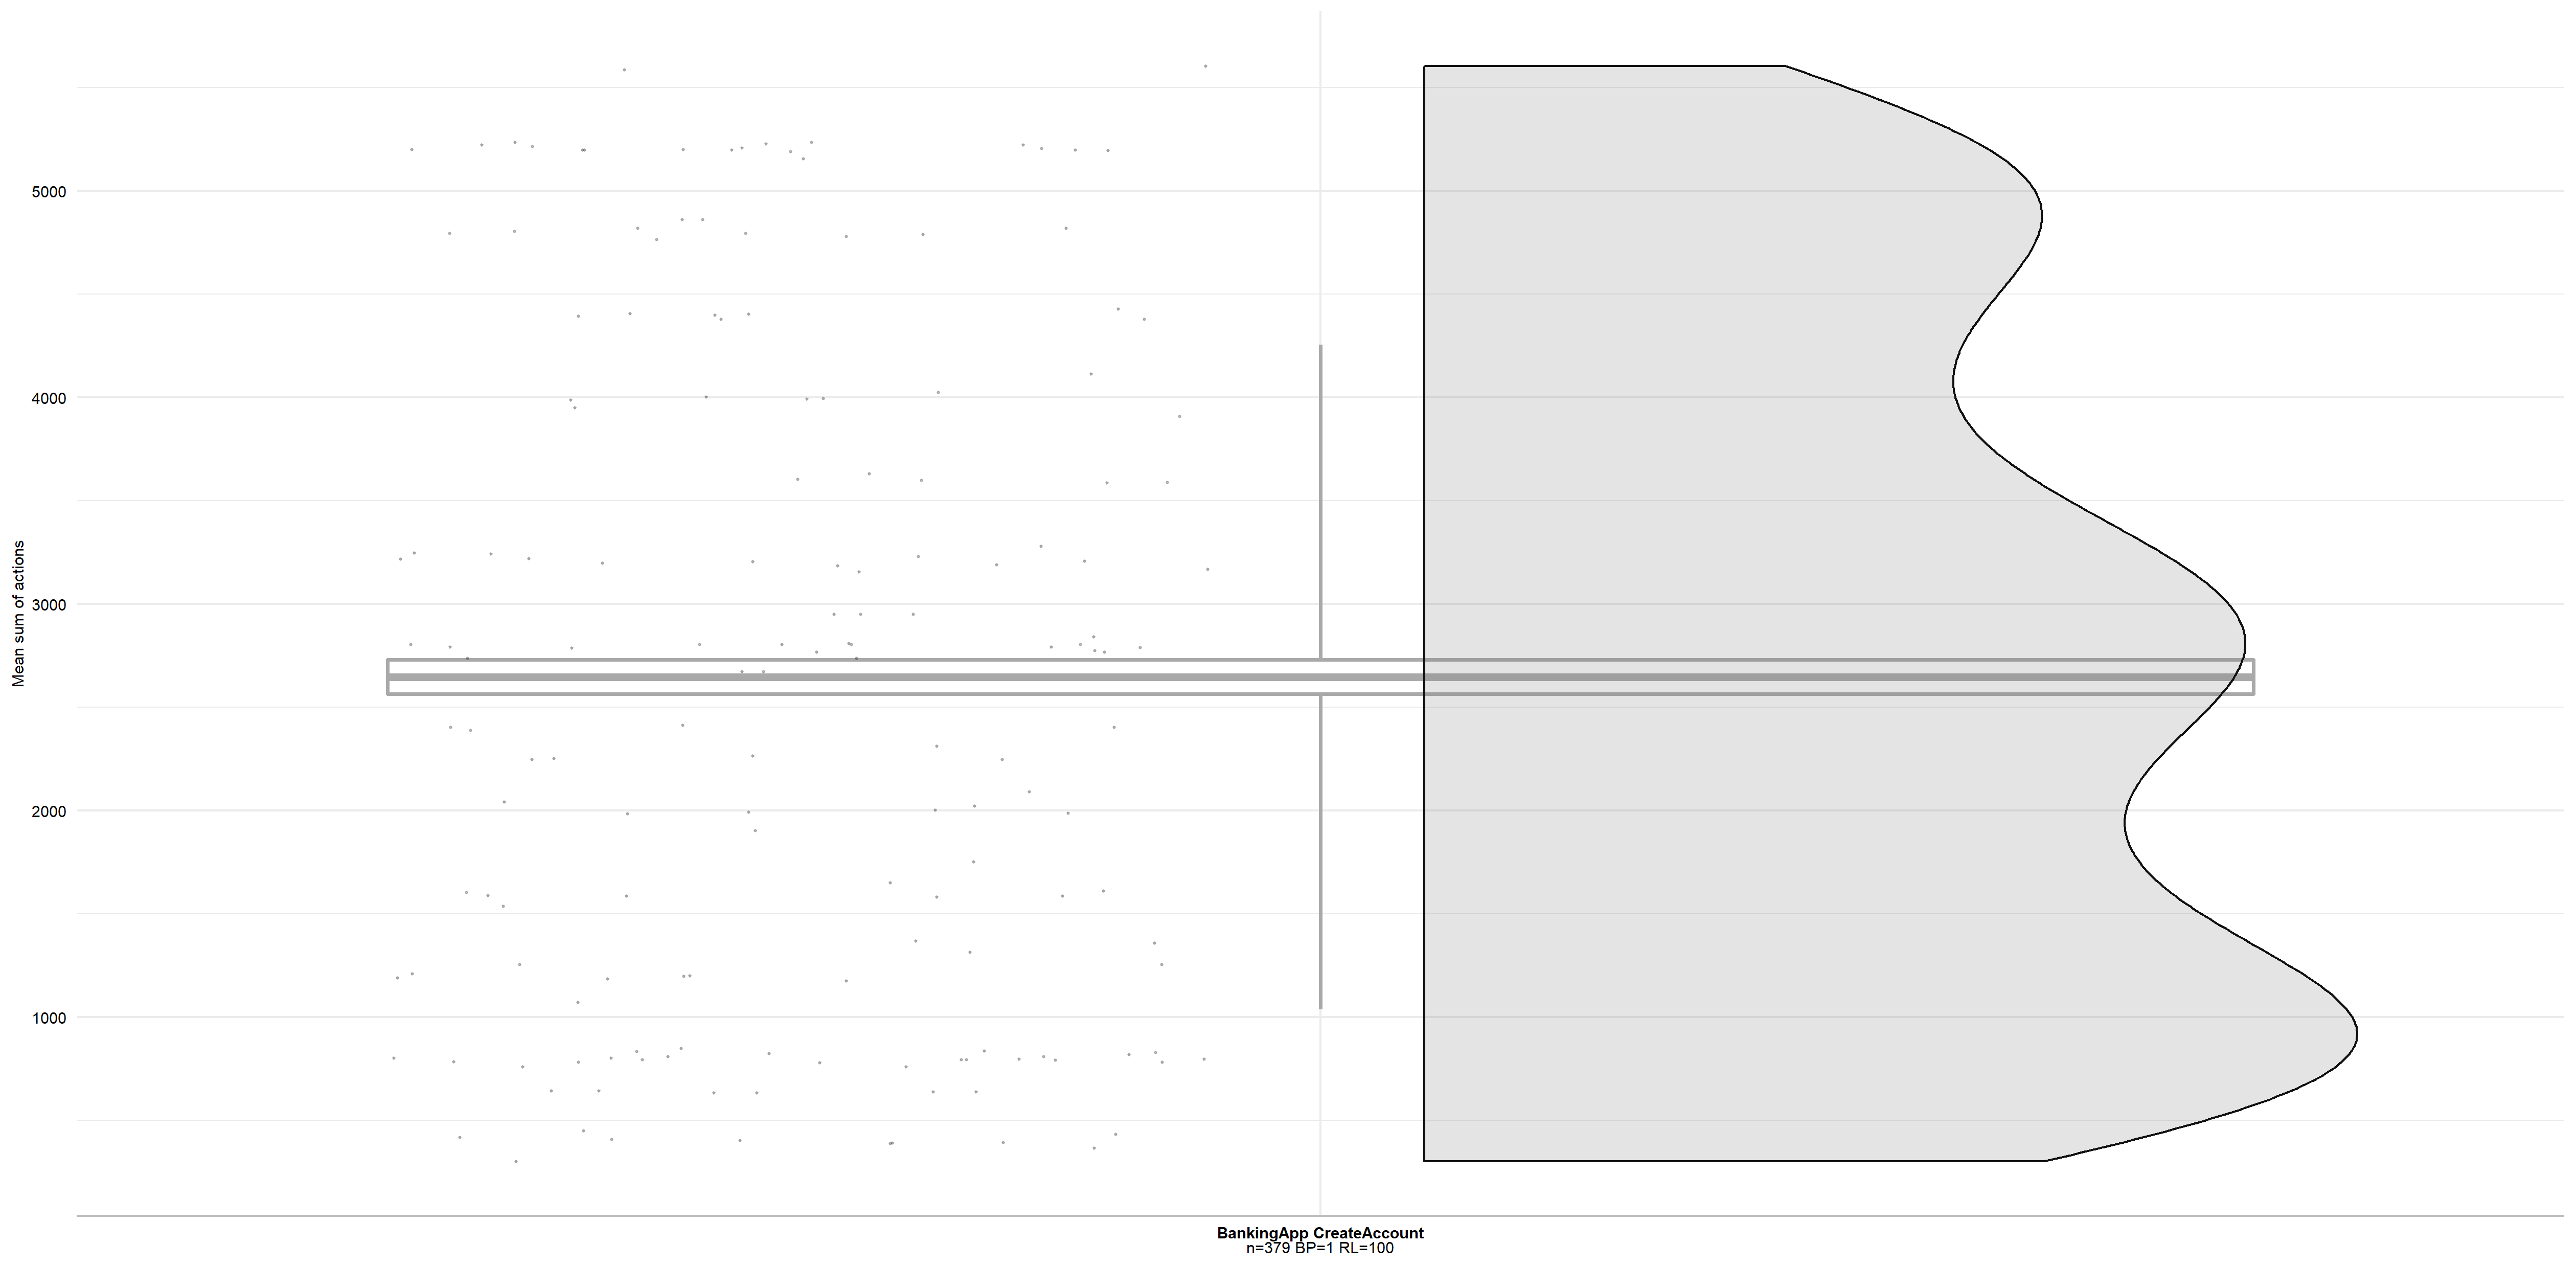 5000
4000
3000
2000
1000
Mean sum of actions
BankingApp CreateAccount
n=379 BP=1 RL=100